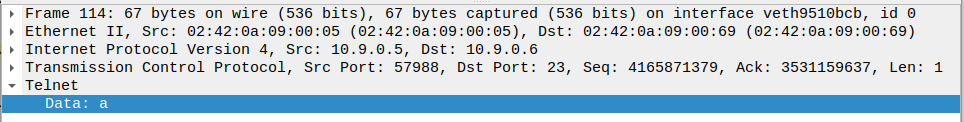 Frame 114: 67 bytes on wire (536 bits), 67 bytes captured (536 bits) on interface veth9510bcb, id 0
Ethernet II, Src: 02:42:0a:09:00:05 (02:42:0a:09:00:05), Dst: 02:42:0a:09:00:69 (02:42:0a:09:00:69)
Internet Protocol Version 4, Src: 10.9.0.5, Dst: 10.9.0.6
Transmission Control Protocol, Src Port: 57988, Dst Port: 23, Seq: 4165871379, Ack: 3531159637, Len: 1
Telnet
Data: a